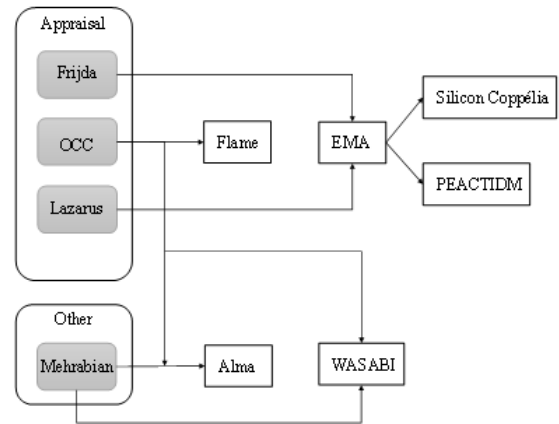 Appraisal
Frijda
OCC
Lazarus
Flame
EMA
Silicon Coppélia
PEACTIDM
Other
Mehrabian
Alma
WASABI